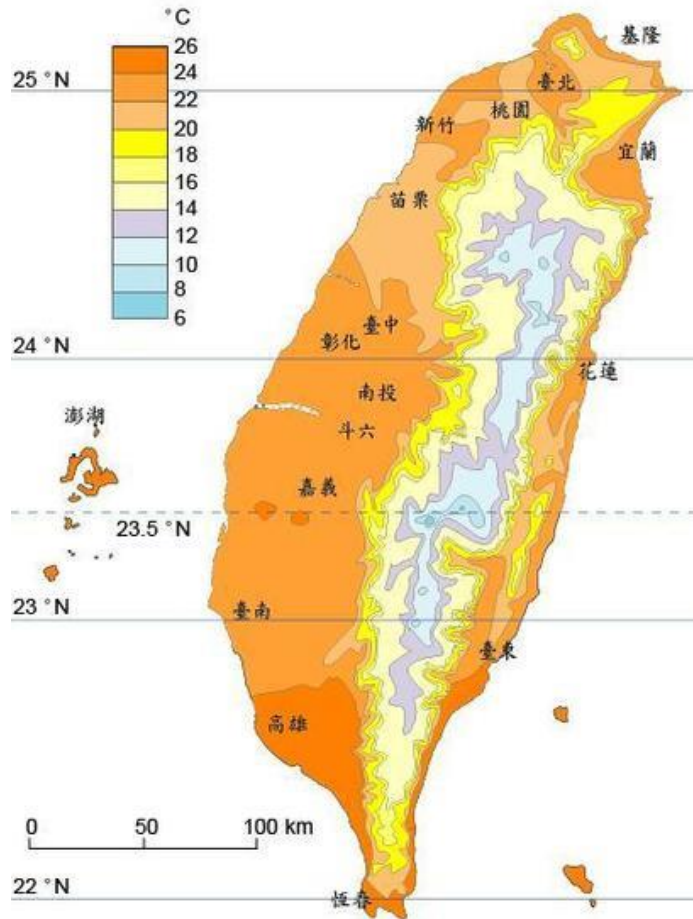 °C
26
24
22
20
18
16
14
12
10
8
6
25 °N
基隆
臺北
桃園
新竹
宜蘭
苗栗
臺中
彰化
24 °N
花蓮
南投
澎湖
斗六
嘉義
23.5 °N
23 °N
臺南
臺東
高雄
0 50 100 km
22 °N
恆春